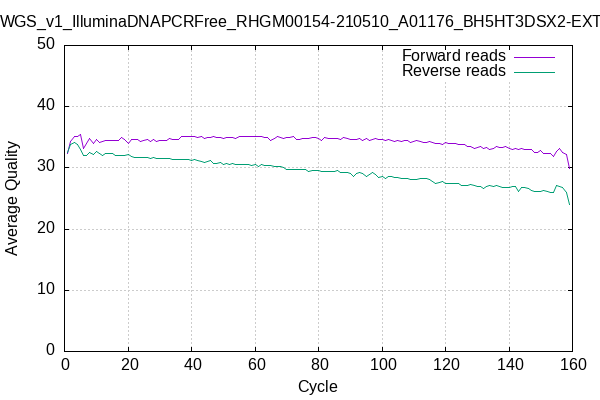 WGS_v1_IlluminaDNAPCRFree_RHGM00154-210510_A01176_BH5HT3DSX2-EXT
Forward reads
Reverse reads
Average Quality
50
40
30
20
10
0
0 20 40 60 80 100 120 140 160
Cycle